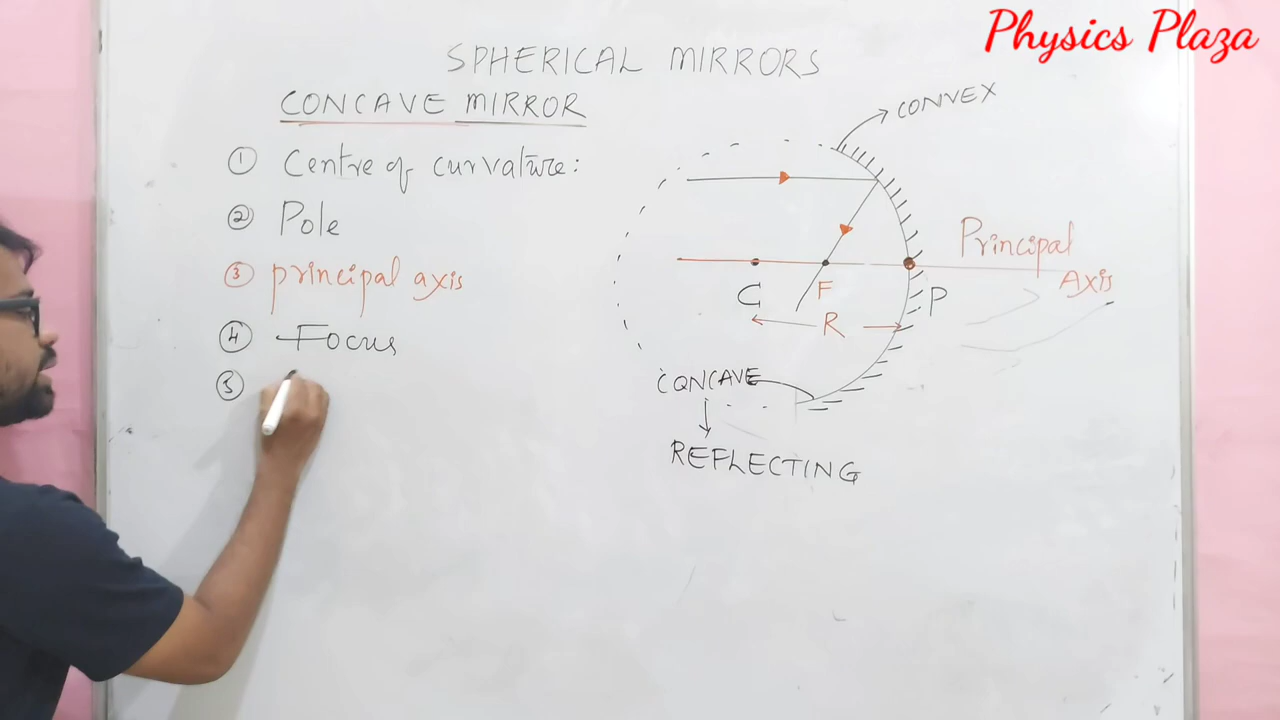 Physics Plaza
SPHERICAL MIRRORS
CONCAVE MIRROR
① Centre of curvature:
② Pole
③ principal axis
④ Focus
⑤
CONVEX
Principal
Axis
C
F
P
R
CONCAVE
REFLECTING